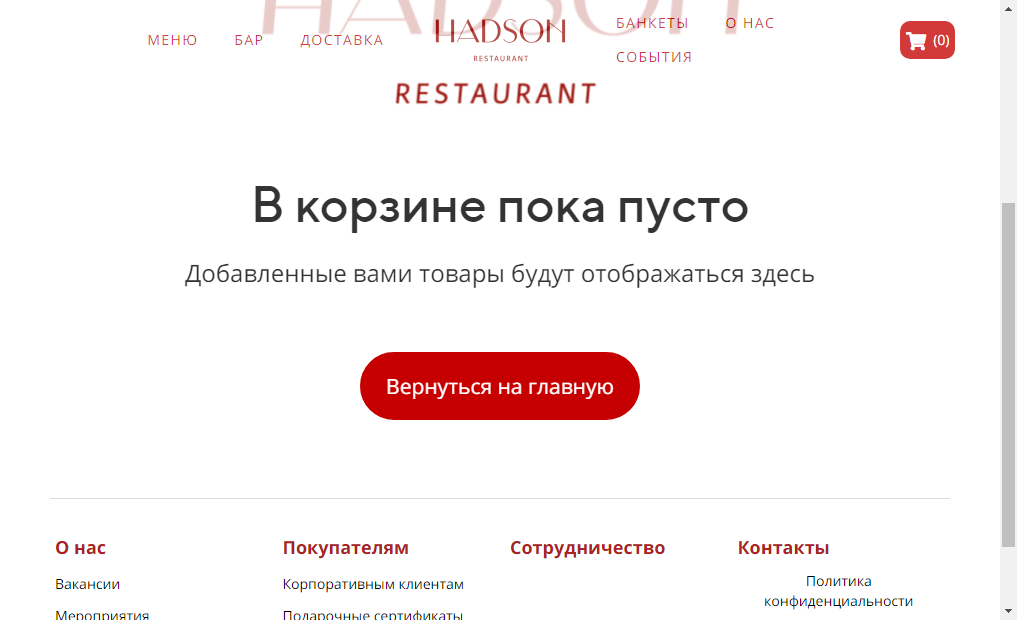 HADSON
МЕНЮ БАР ДОСТАВКА HADSON RESTAURANT БАНКЕТЫ О НАС СОБЫТИЯ (0)
RESTAURANT
В корзине пока пусто
Добавленные вами товары будут отображаться здесь
Вернуться на главную
О нас
Вакансии
Мероприятия
Покупателям
Корпоративным клиентам
Подарочные сертификаты
Сотрудничество
Контакты
Политика
конфиденциальности